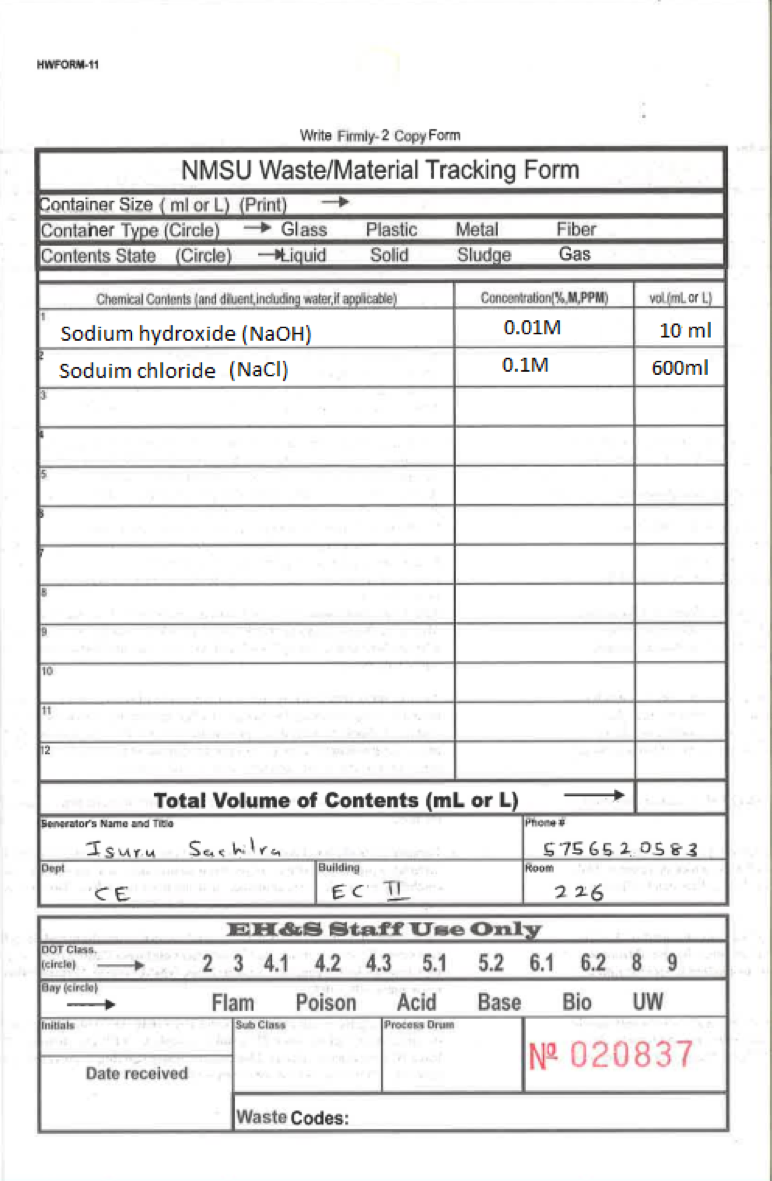 HWFORM-11
Write Firmly-2 Copy Form
NMSU Waste/Material Tracking Form
Container Size ( ml or L) (Print)
Container Type (Circle) Glass Plastic Metal Fiber
Contents State (Circle) Liquid Solid Sludge Gas
Chemical Contents (and diluent,including water,if applicable) Concentration(%,M,PPM) vol.(mL or L)
1 Sodium hydroxide (NaOH) 0.01M 10 ml
2 Soduim chloride (NaCl) 0.1M 600ml
3
4
5
6
7
8
9
10
11
12
Total Volume of Contents (mL or L)
Generator's Name and Title Phone #
Isuru Sachitra 5756520583
Dept Building Room
CE EC II 226
EH&S Staff Use Only
DOT Class.
(circle) 2 3 4.1 4.2 4.3 5.1 5.2 6.1 6.2 8 9
Bay (circle)
Flam Poison Acid Base Bio UW
Initials Sub Class Process Drum
Nº 020837
Date received
Waste Codes: